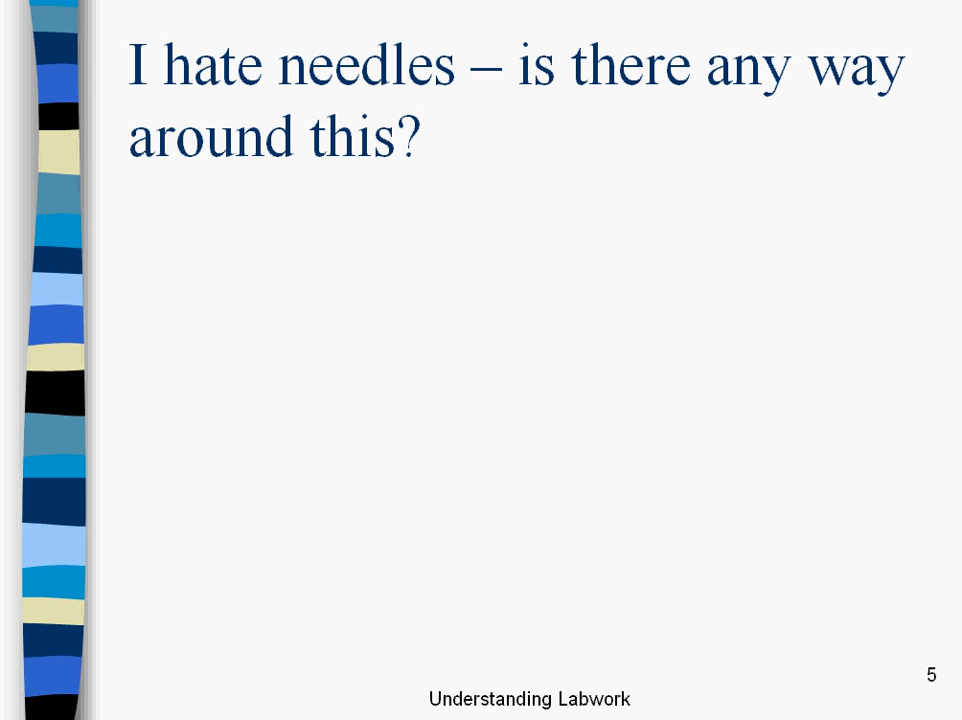 I hate needles – is there any way
around this?
5
Understanding Labwork